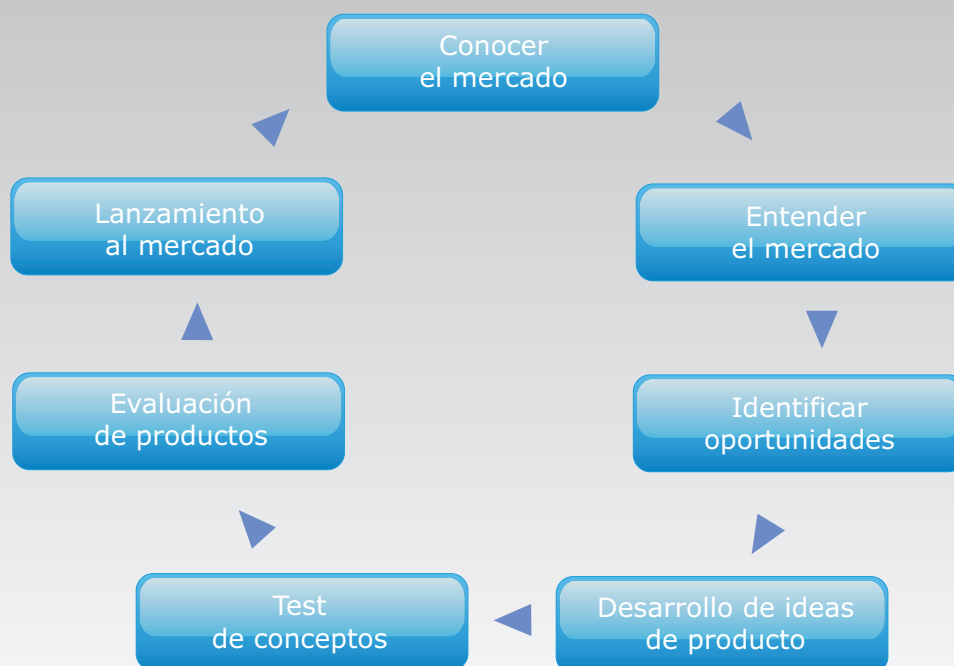 Conocer
el mercado
Entender
el mercado
Identificar
oportunidades
Desarrollo de ideas
de producto
Test
de conceptos
Evaluación
de productos
Lanzamiento
al mercado